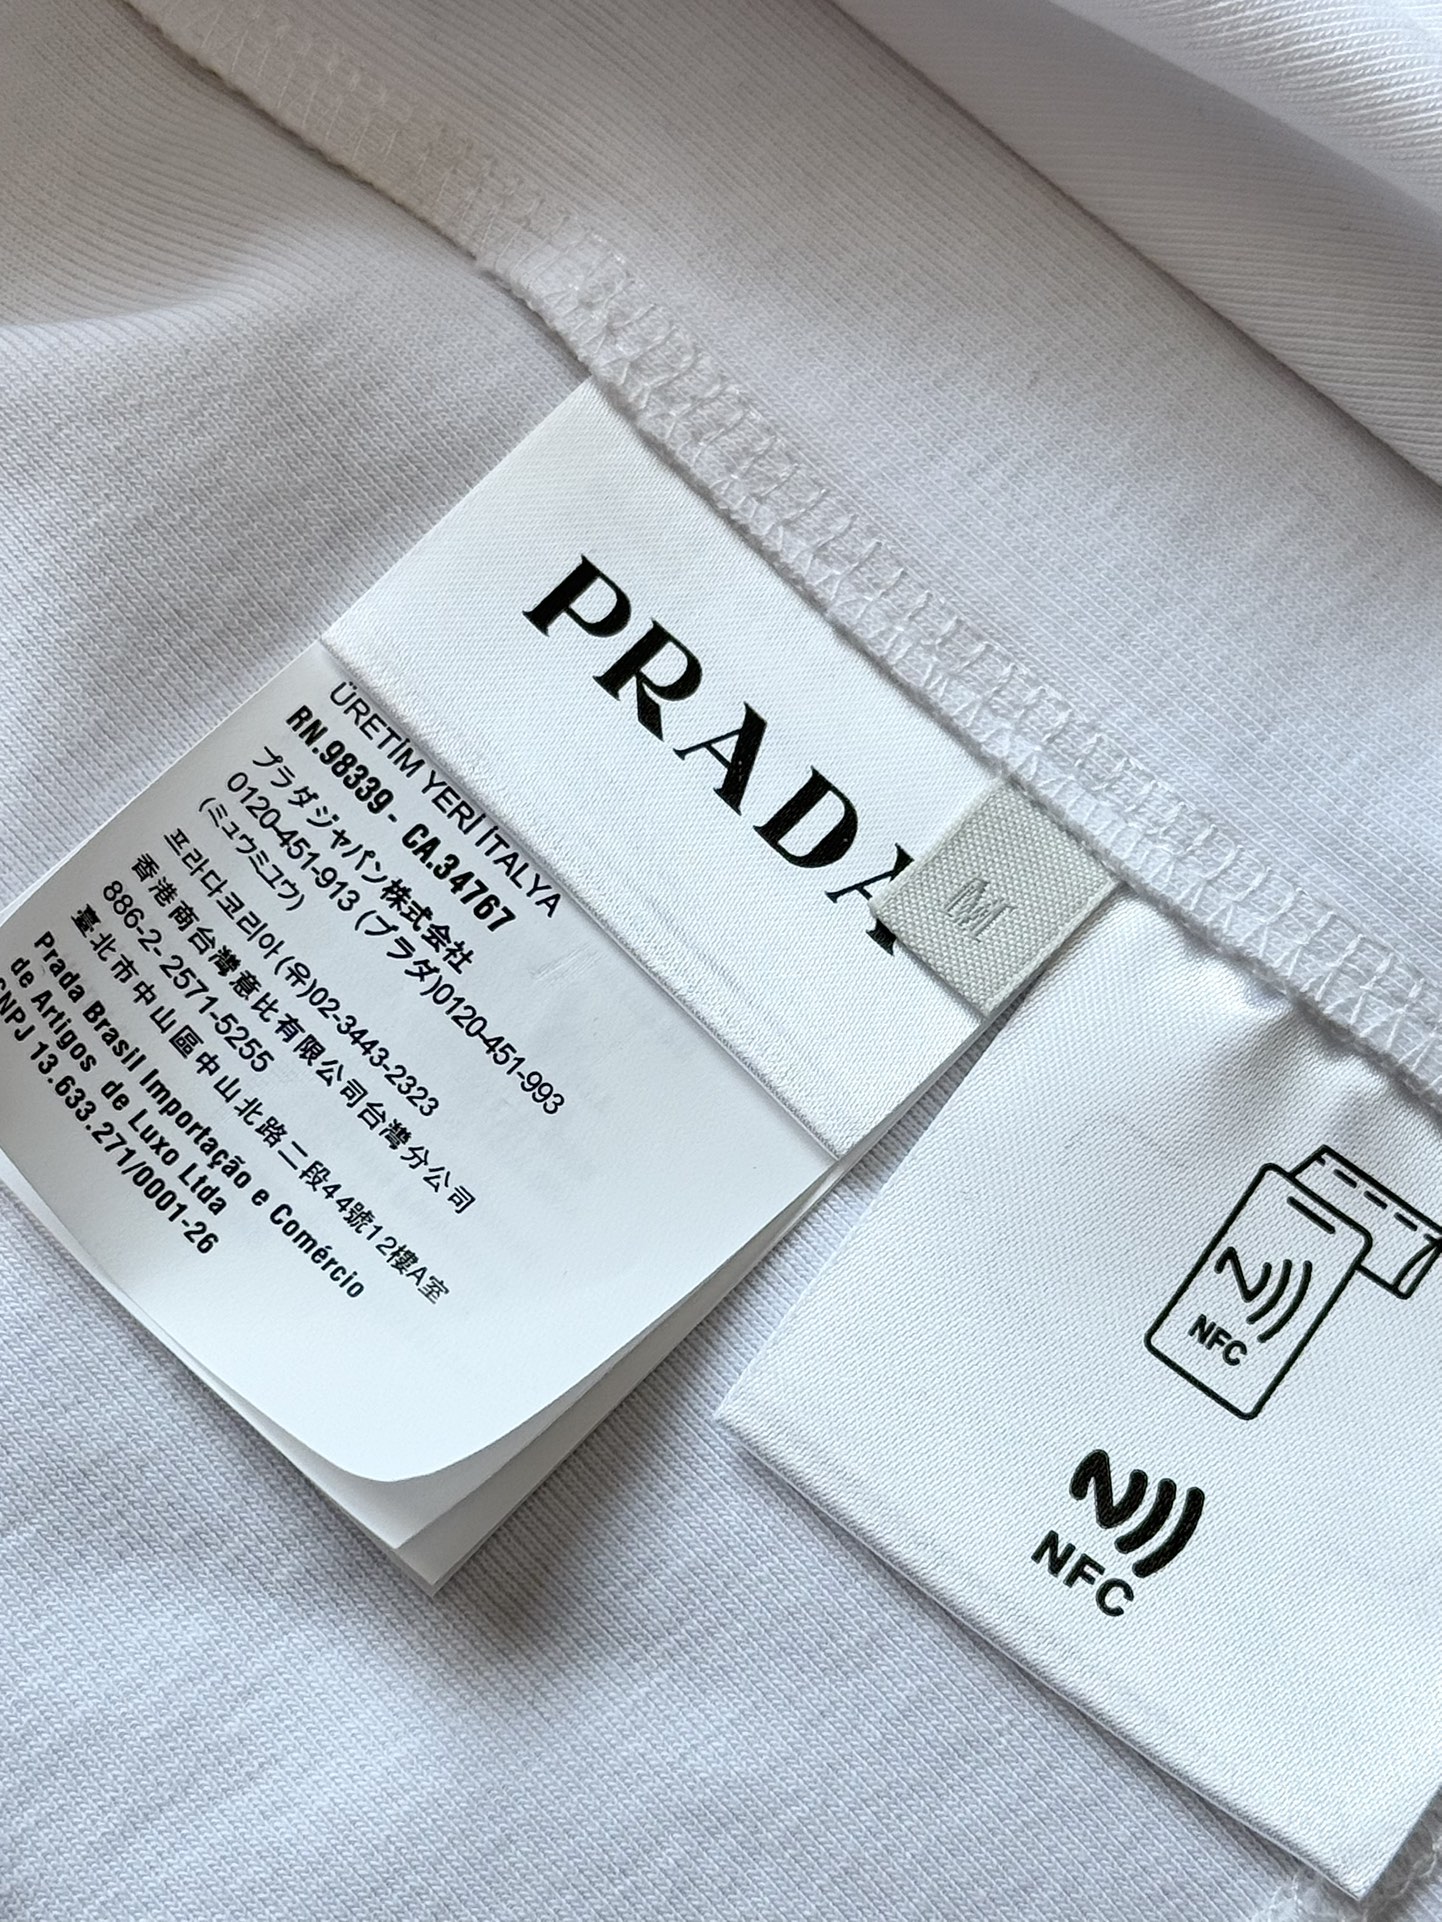 PRADA
M
ÜRETİM YERİ İTALYA
RN.98339 - CA.34767
プラダジャパン株式会社
0120-451-913 (プラダ)0120-451-993
(ミュウミュウ)
프라다코리아(유)02-3443-2323
香港商台灣意比有限公司台灣分公司
886-2-2571-5255
臺北市中山區中山北路二段44號12樓A室
Prada Brasil Importação e Comércio
de Artigos de Luxo Ltda
CNPJ 13.633.271/0001-26
NFC
NFC